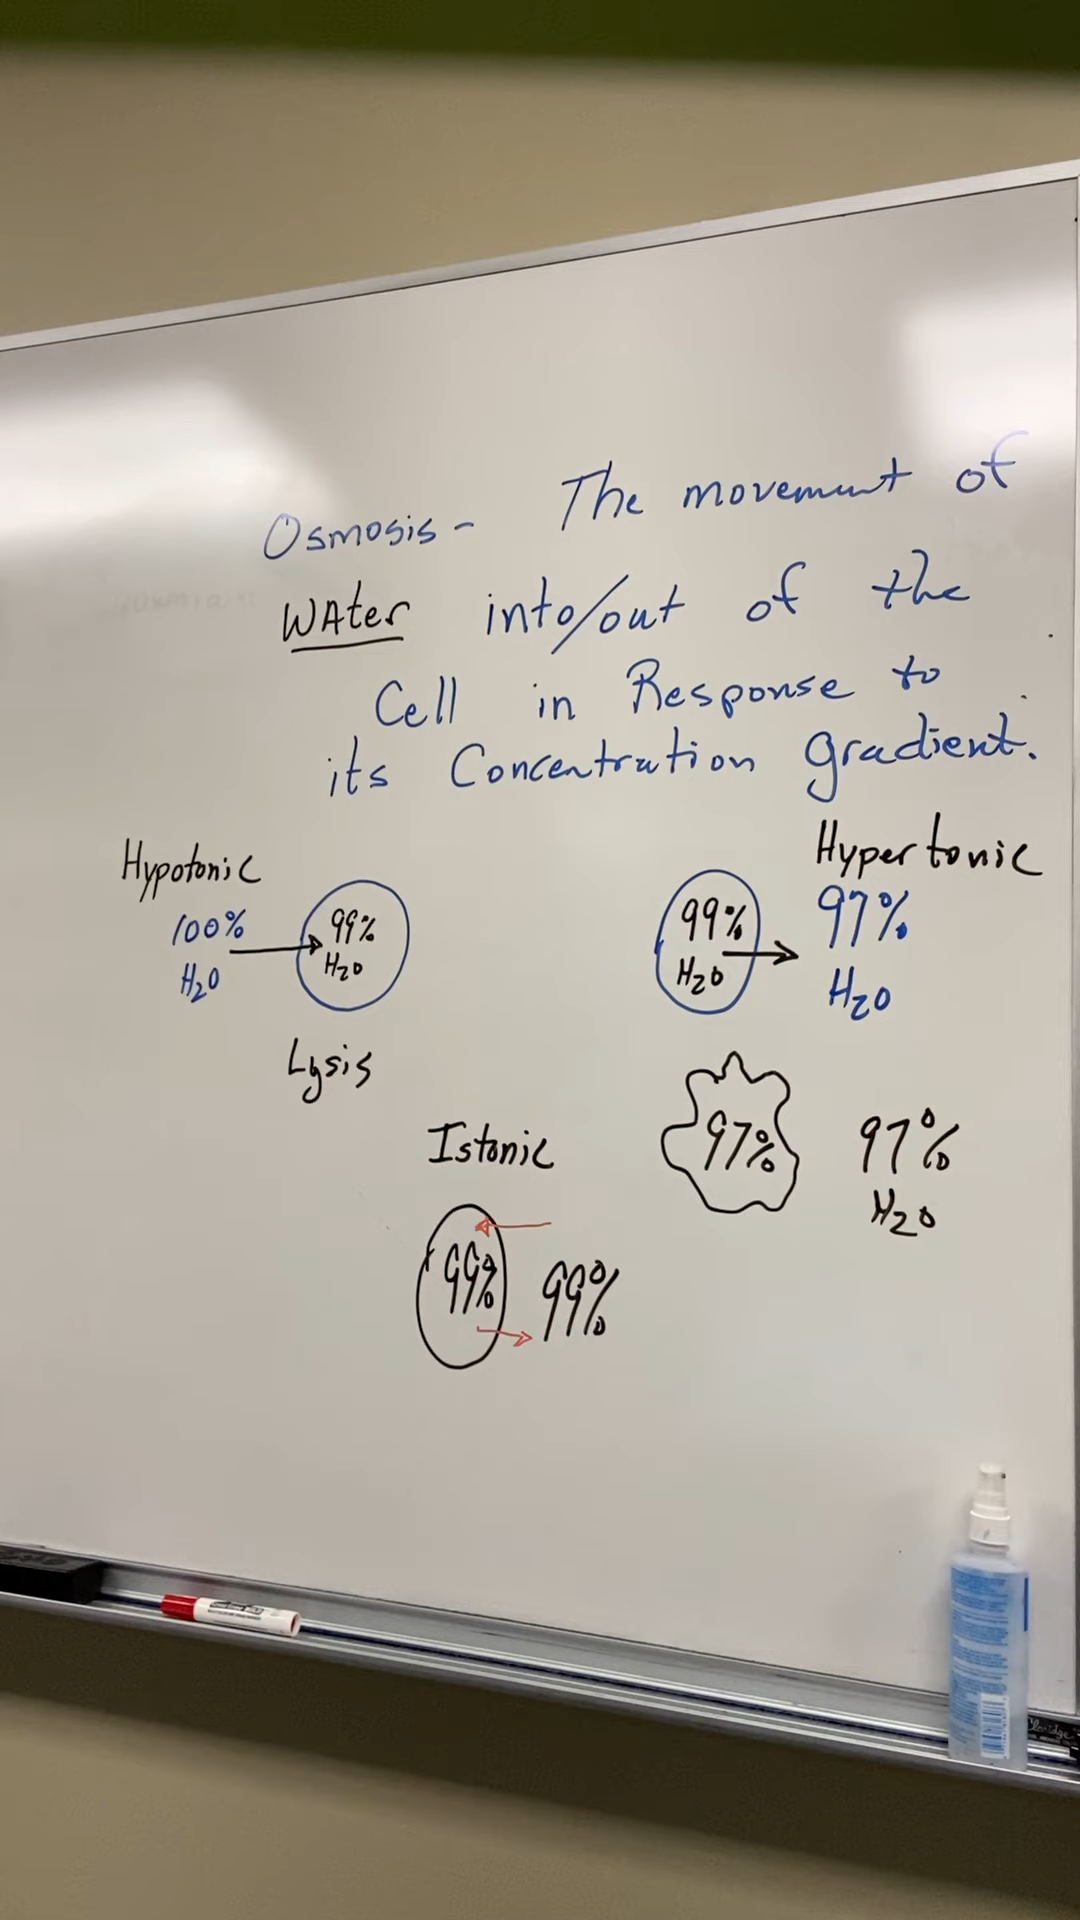 Osmosis - The movement of
WAter into/out of the
Cell in Response to
its Concentration gradient.
Hypotonic
100%
H2O
99%
H2O
Lysis
Hypertonic
99%
H2O
97%
H2O
97%
97%
H2O
Istonic
99%
99%